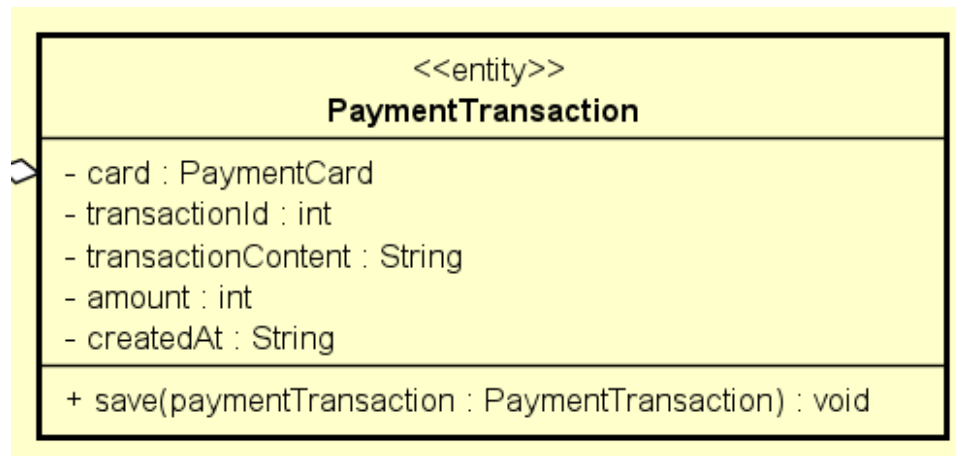 <<entity>>
PaymentTransaction
- card : PaymentCard
- transactionId : int
- transactionContent : String
- amount : int
- createdAt : String
+ save(paymentTransaction : PaymentTransaction) : void